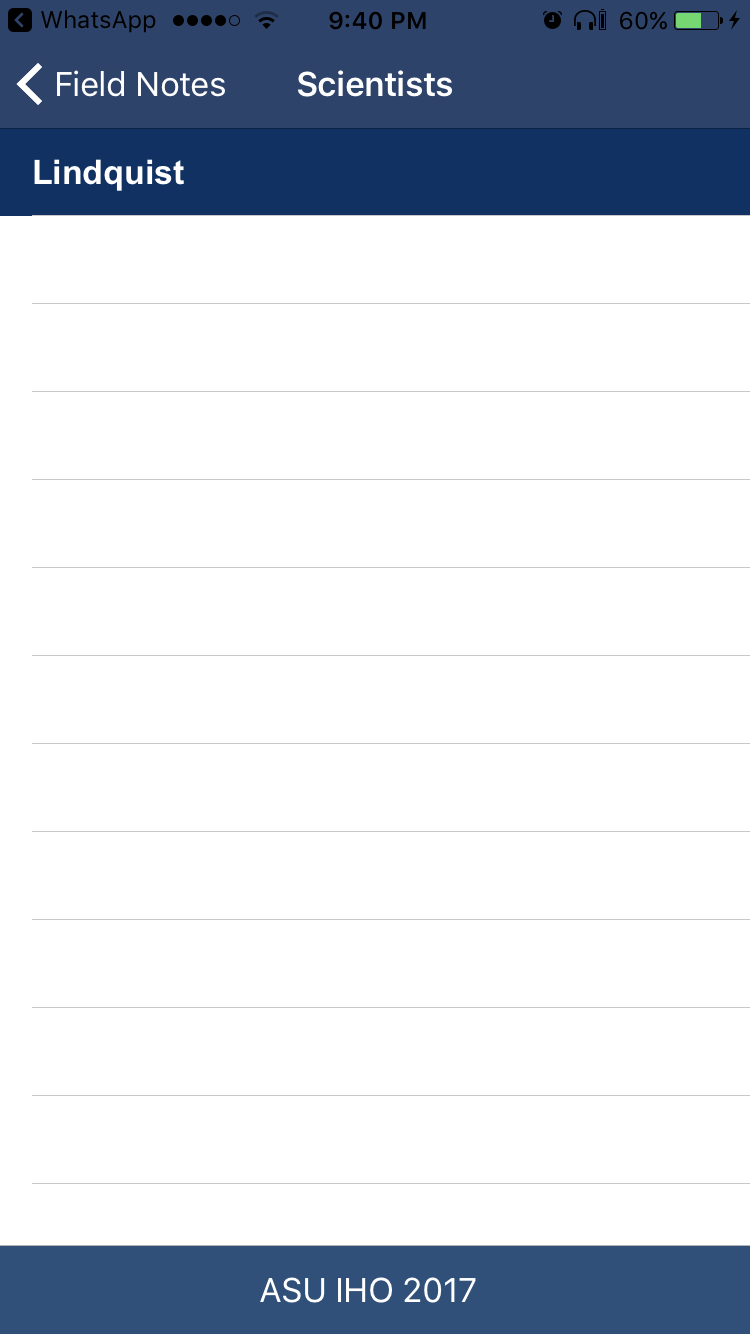 WhatsApp 9:40 PM 60%
Field Notes Scientists
Lindquist
ASU IHO 2017